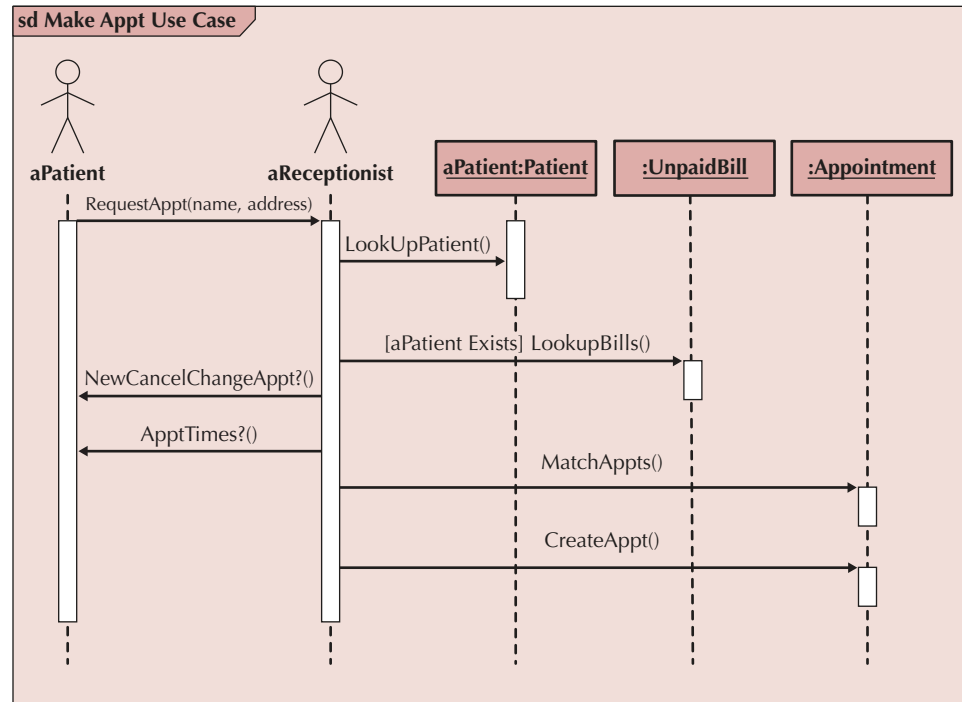 sd Make Appt Use Case
aPatient
aReceptionist
aPatient:Patient
:UnpaidBill
:Appointment
RequestAppt(name, address)
LookUpPatient()
[aPatient Exists] LookupBills()
NewCancelChangeAppt?()
ApptTimes?()
MatchAppts()
CreateAppt()